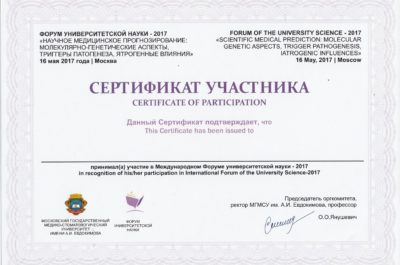 ФОРУМ УНИВЕРСИТЕТСКОЙ НАУКИ - 2017
«НАУЧНОЕ МЕДИЦИНСКОЕ ПРОГНОЗИРОВАНИЕ:
МОЛЕКУЛЯРНО-ГЕНЕТИЧЕСКИЕ АСПЕКТЫ,
ТРИГГЕРЫ ПАТОГЕНЕЗА, ЯТРОГЕННЫЕ ВЛИЯНИЯ»
16 мая 2017 года | Москва
FORUM OF THE UNIVERSITY SCIENCE - 2017
«SCIENTIFIC MEDICAL PREDICTION: MOLECULAR
GENETIC ASPECTS, TRIGGER PATHOGENESIS,
IATROGENIC INFLUENCES»
16 May, 2017 | Moscow
СЕРТИФИКАТ УЧАСТНИКА
CERTIFICATE OF PARTICIPATION
Данный Сертификат подтверждает, что
This Certificate has been issued to
принимал(а) участие в Международном Форуме университетской науки - 2017
in recognition of his/her participation in International Forum of the University Science-2017
МОСКОВСКИЙ ГОСУДАРСТВЕННЫЙ
МЕДИКО-СТОМАТОЛОГИЧЕСКИЙ
УНИВЕРСИТЕТ
ИМЕНИ А.И. ЕВДОКИМОВА
ФОРУМ
УНИВЕРСИТЕТСКОЙ
НАУКИ
Председатель оргкомитета,
ректор МГМСУ им. А.И. Евдокимова, профессор
О.О.Янушевич